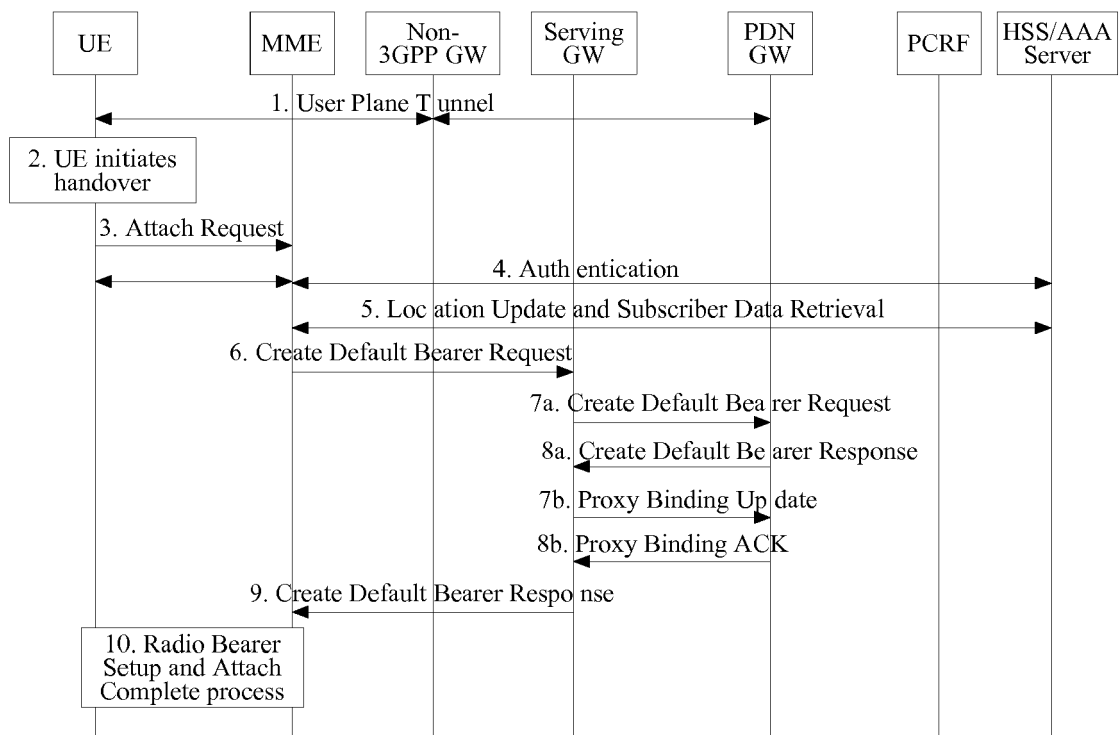 UE
MME
Non-
3GPP GW
Serving
GW
PDN
GW
PCRF
HSS/AAA
Server
1. User Plane Tunnel
2. UE initiates
handover
3. Attach Request
4. Authentication
5. Location Update and Subscriber Data Retrieval
6. Create Default Bearer Request
7a. Create Default Bearer Request
8a. Create Default Bearer Response
7b. Proxy Binding Update
8b. Proxy Binding ACK
9. Create Default Bearer Response
10. Radio Bearer
Setup and Attach
Complete process